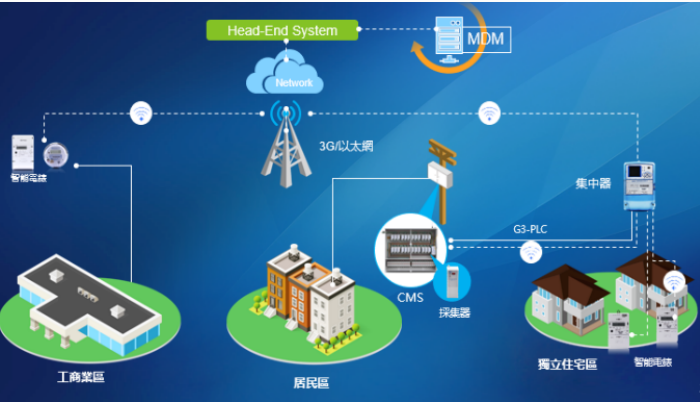 Head-End System
MDM
Network
3G/以太網
智能電錶
集中器
G3-PLC
CMS
採集器
工商業區
居民區
獨立住宅區
智能電錶